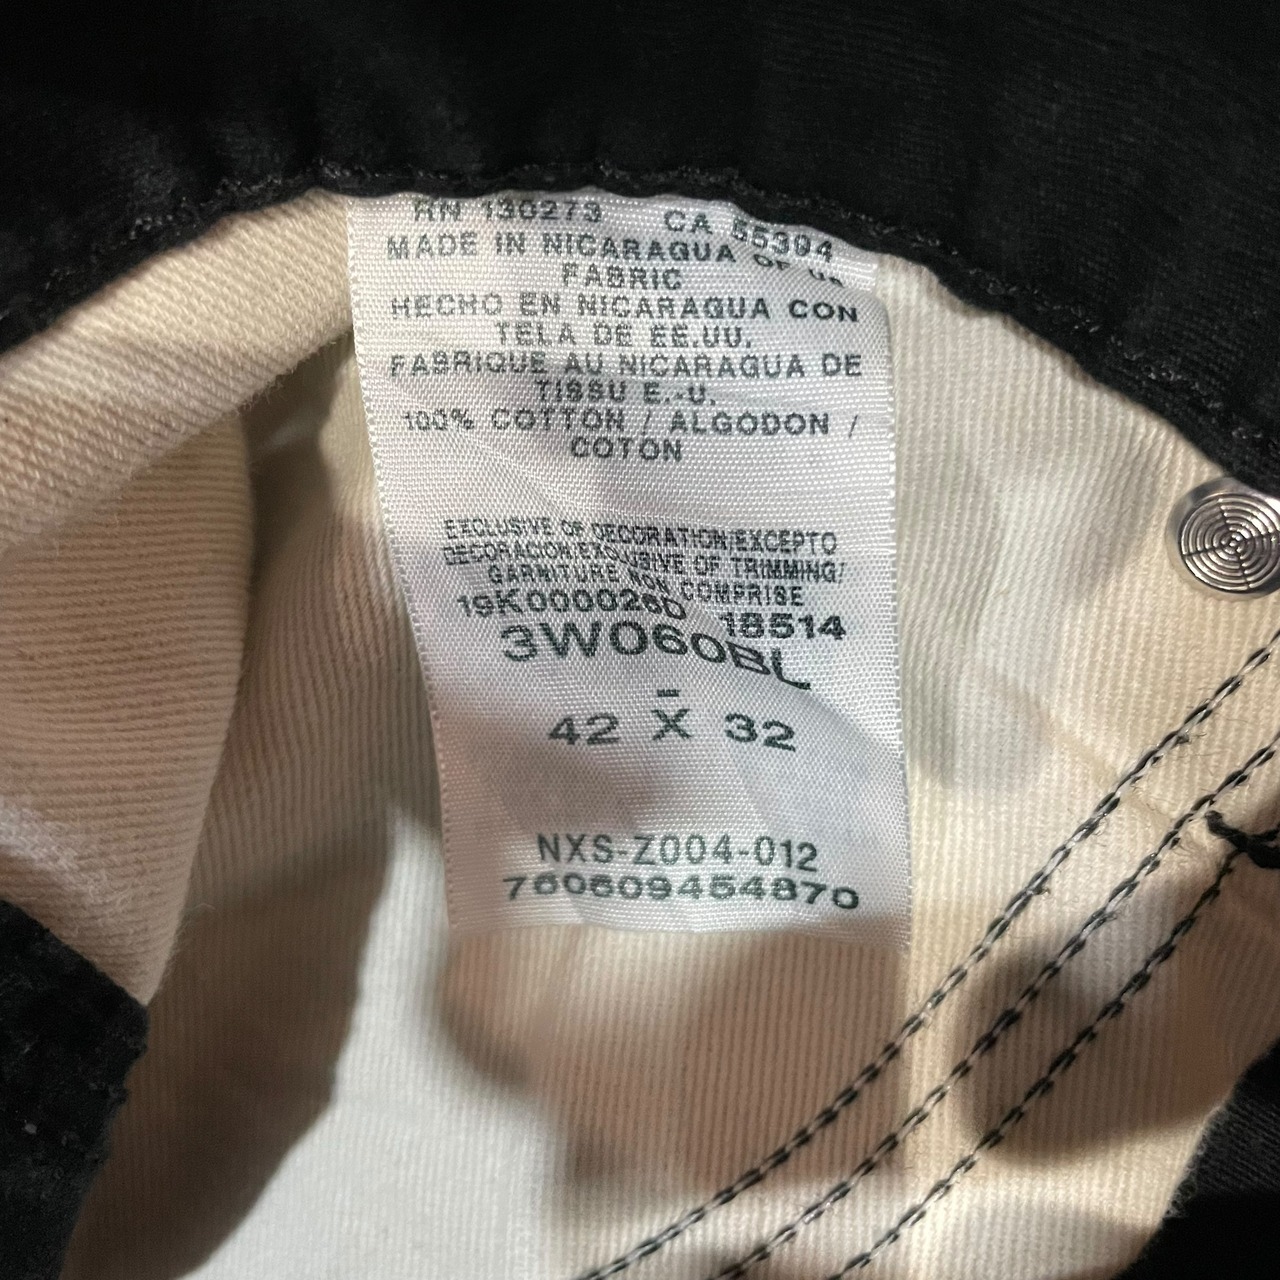 RN 130273 CA 55394
MADE IN NICARAGUA OF US
FABRIC
HECHO EN NICARAGUA CON
TELA DE EE.UU.
FABRIQUE AU NICARAGUA DE
TISSU E.-U.
100% COTTON / ALGODON /
COTON
EXCLUSIVE OF DECORATION/EXCEPTO
DECORACION/EXCLUSIVE OF TRIMMING/
GARNITURE NON COMPRISE
19K000026D 18514
3W060BL
-
42 X 32
NXS-Z004-012
760609454870